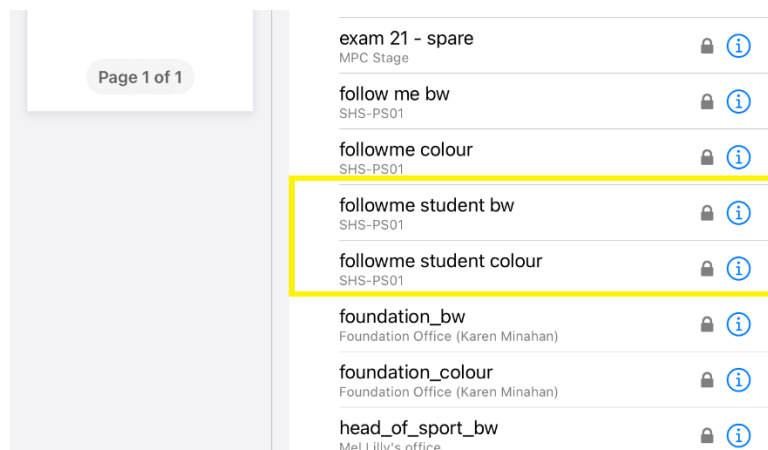 Page 1 of 1
exam 21 - spare
MPC Stage
follow me bw
SHS-PS01
followme colour
SHS-PS01
followme student bw
SHS-PS01
followme student colour
SHS-PS01
foundation_bw
Foundation Office (Karen Minahan)
foundation_colour
Foundation Office (Karen Minahan)
head_of_sport_bw
Mel Lilly's office